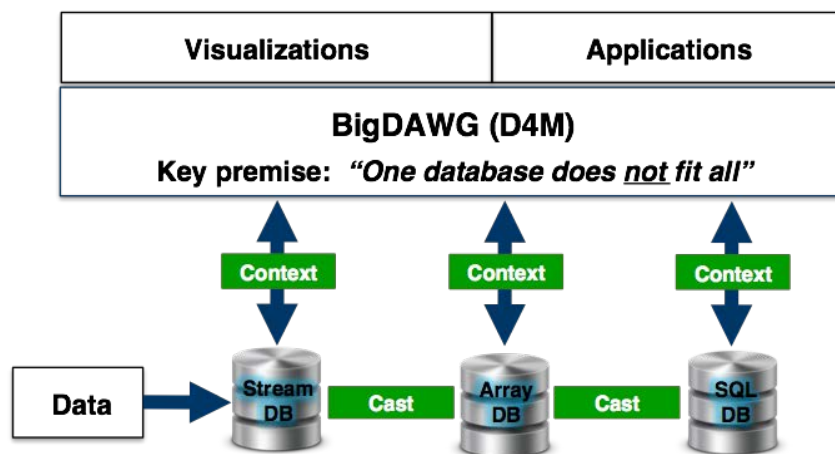 Visualizations
Applications
BigDAWG (D4M)
Key premise: “One database does not fit all”
Context
Context
Context
Data
Stream
DB
Cast
Array
DB
Cast
SQL
DB